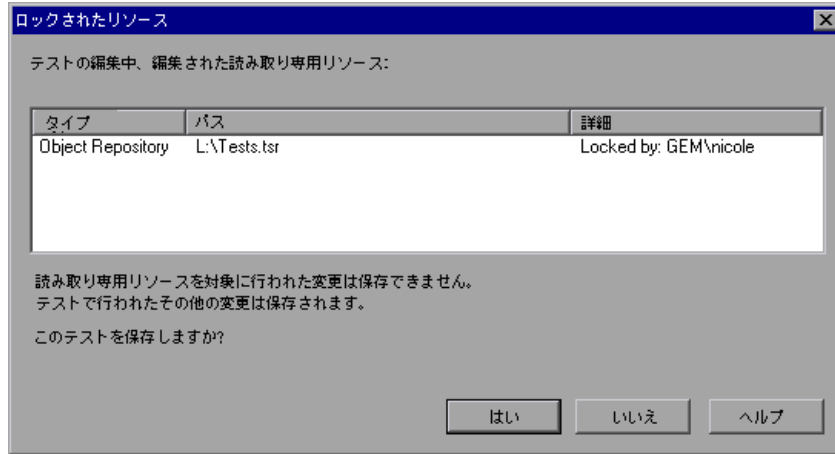 ロックされたリソース
テストの編集中、編集された読み取り専用リソース:
タイプ パス 詳細
Object Repository L:\Tests.tsr Locked by: GEM\nicole
読み取り専用リソースを対象に行われた変更は保存できません。
テストで行われたその他の変更は保存されます。
このテストを保存しますか?
はい いいえ ヘルプ